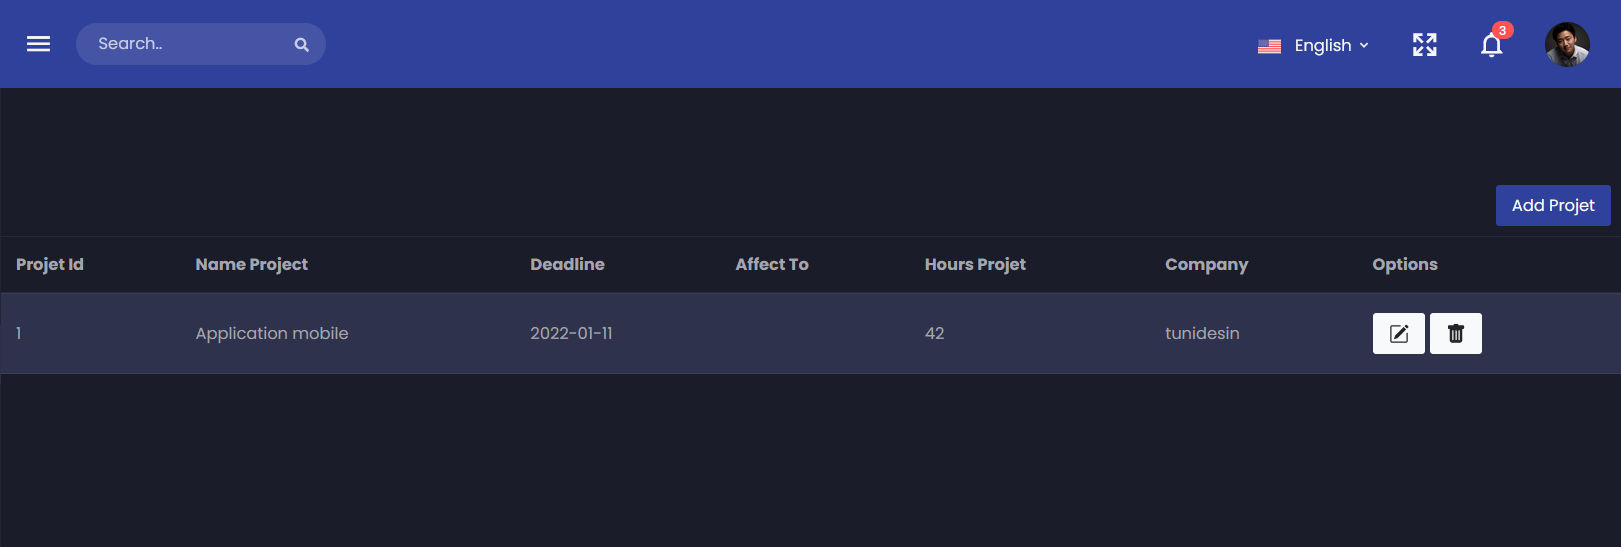 Search..
English
3
Add Projet
Projet Id Name Project Deadline Affect To Hours Projet Company Options
1 Application mobile 2022-01-11 42 tunidesin